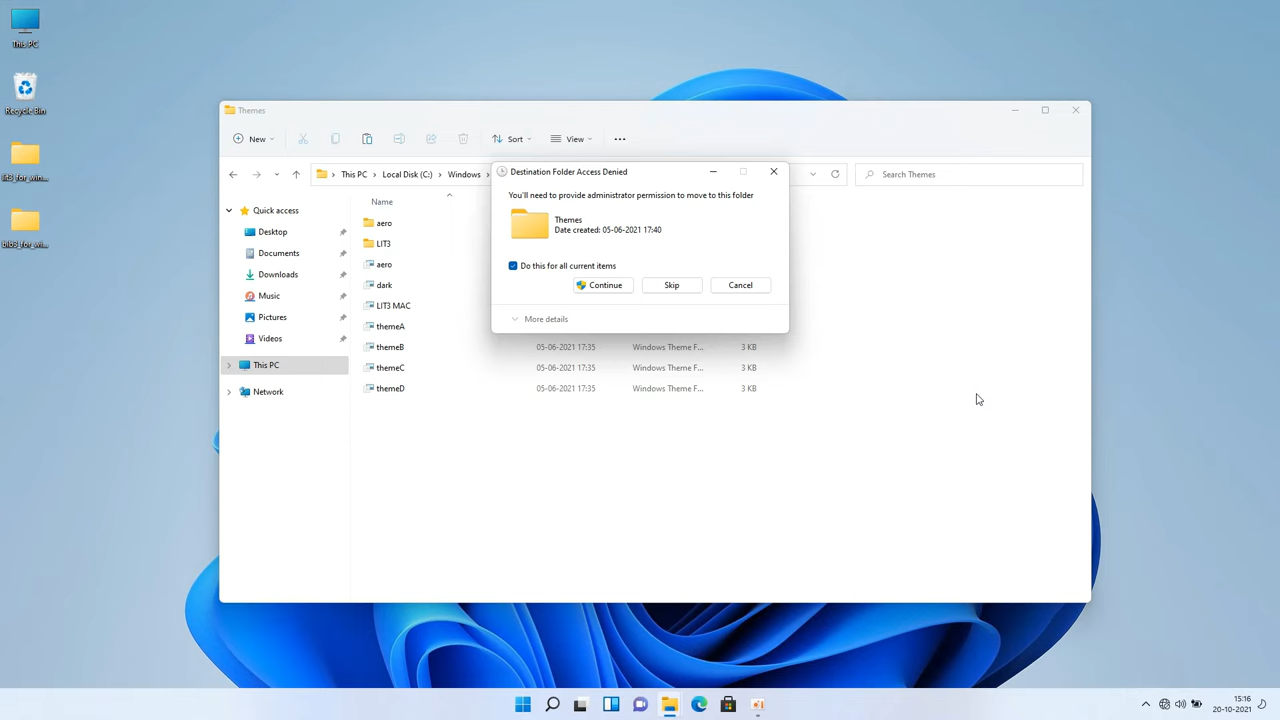 This PC
Recycle Bin
lit3_for_win...
bib3_for_wi...
Themes
New
Sort
View
This PC
Local Disk (C:)
Windows
Search Themes
Quick access
Desktop
Documents
Downloads
Music
Pictures
Videos
This PC
Network
Name
aero
LIT3
aero
dark
LIT3 MAC
themeA
themeB 05-06-2021 17:35 Windows Theme F... 3 KB
themeC 05-06-2021 17:35 Windows Theme F... 3 KB
themeD 05-06-2021 17:35 Windows Theme F... 3 KB
Destination Folder Access Denied
You'll need to provide administrator permission to move to this folder
Themes
Date created: 05-06-2021 17:40
Do this for all current items
Continue
Skip
Cancel
More details
15:16
20-10-2021